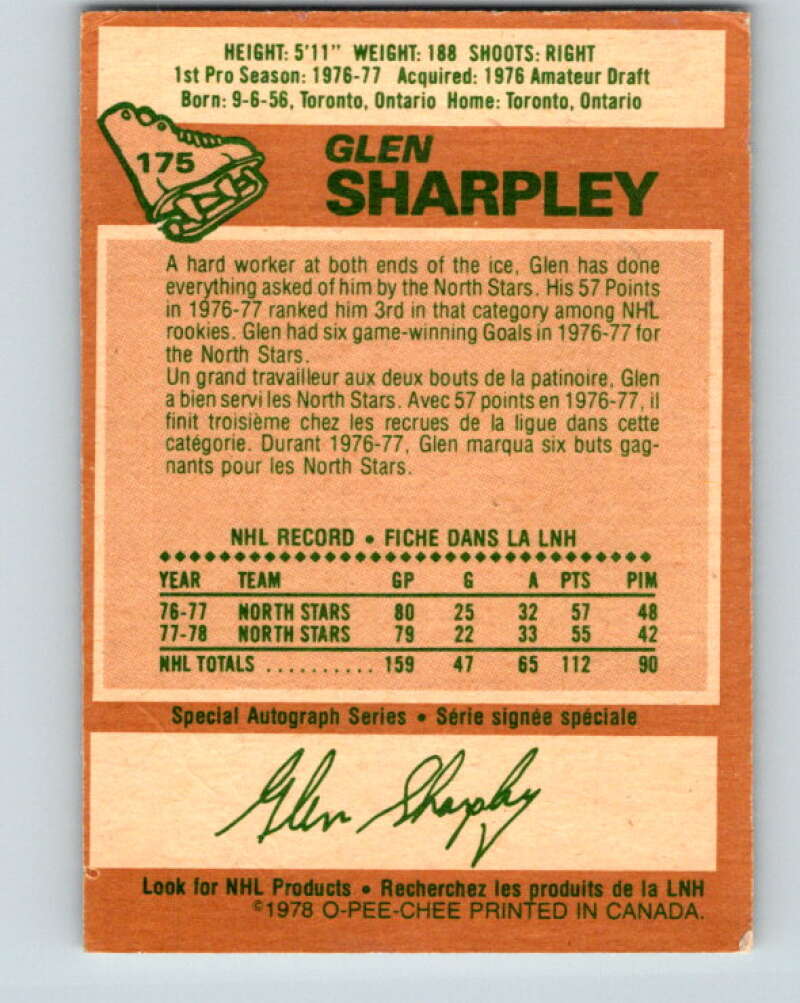 HEIGHT: 5'11" WEIGHT: 188 SHOOTS: RIGHT
1st Pro Season: 1976-77 Acquired: 1976 Amateur Draft
Born: 9-6-56, Toronto, Ontario Home: Toronto, Ontario
175
GLEN
SHARPLEY
A hard worker at both ends of the ice, Glen has done
everything asked of him by the North Stars. His 57 Points
in 1976-77 ranked him 3rd in that category among NHL
rookies. Glen had six game-winning Goals in 1976-77 for
the North Stars.
Un grand travailleur aux deux bouts de la patinoire, Glen
a bien servi les North Stars. Avec 57 points en 1976-77, il
finit troisième chez les recrues de la ligue dans cette
catégorie. Durant 1976-77, Glen marqua six buts gag-
nants pour les North Stars.
NHL RECORD • FICHE DANS LA LNH
YEAR TEAM GP G A PTS PIM
76-77 NORTH STARS 80 25 32 57 48
77-78 NORTH STARS 79 22 33 55 42
NHL TOTALS .......... 159 47 65 112 90
Special Autograph Series • Série signée spéciale
Glen Sharpley
Look for NHL Products • Recherchez les produits de la LNH
©1978 O-PEE-CHEE PRINTED IN CANADA.